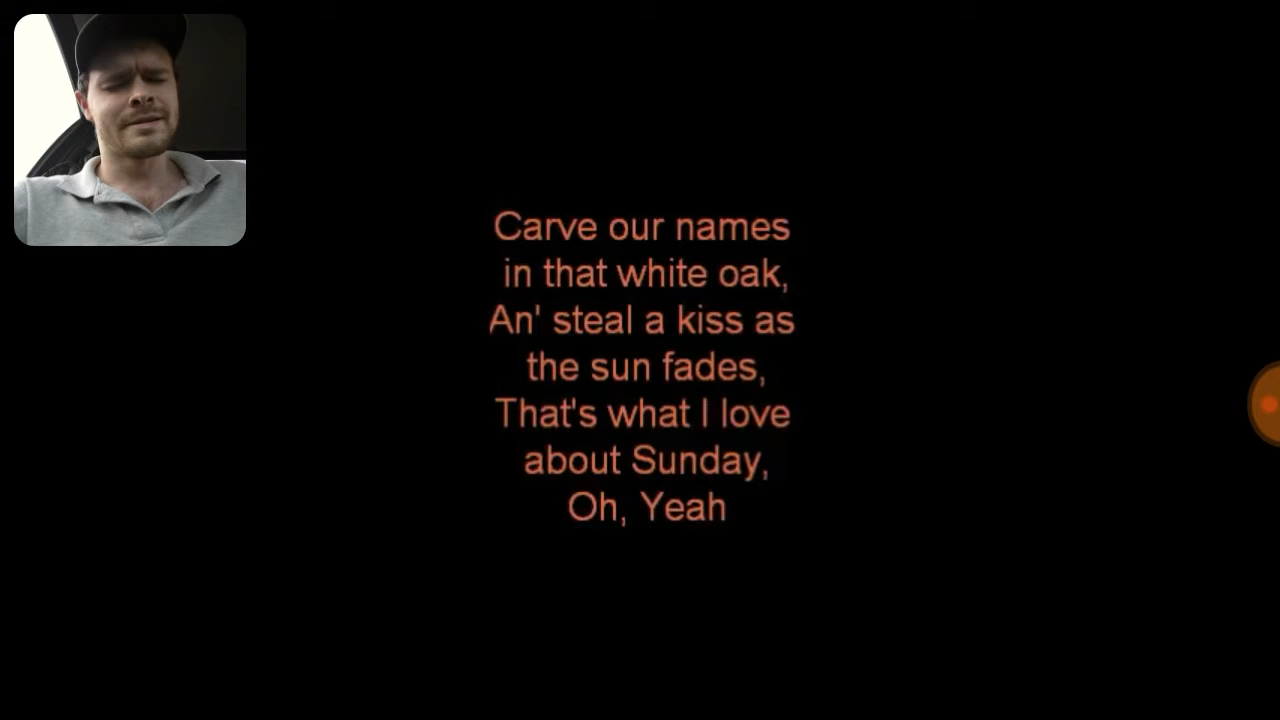 Carve our names
in that white oak,
An' steal a kiss as
the sun fades,
That's what I love
about Sunday,
Oh, Yeah